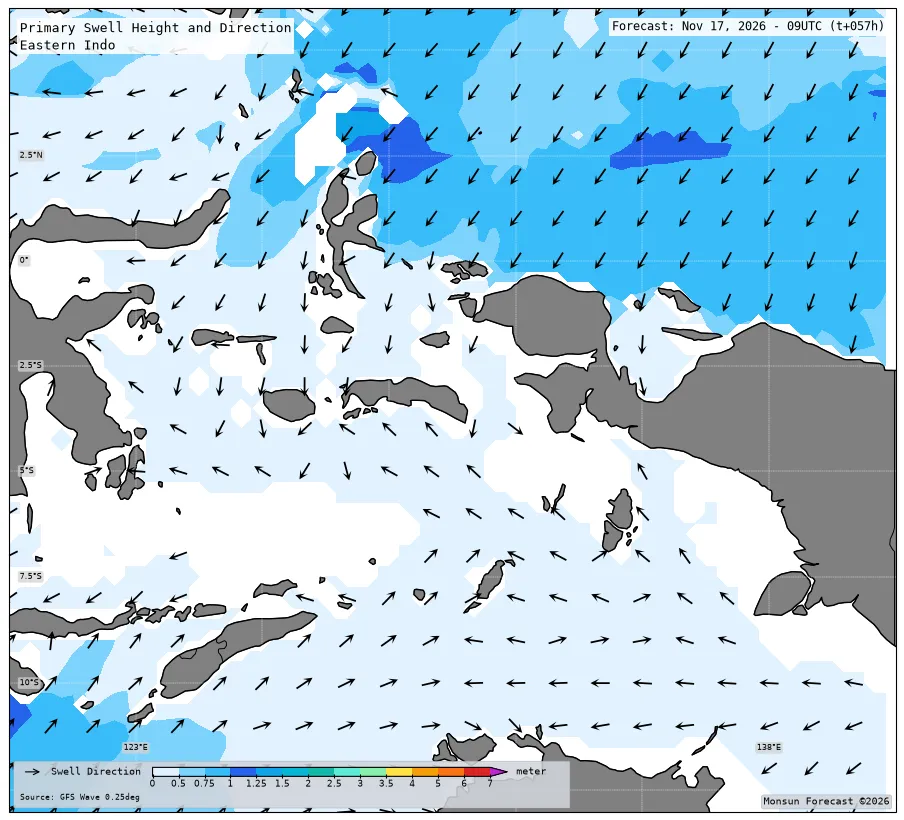 Primary Swell Height and Direction
Eastern Indo
Forecast: Nov 17, 2026 - 09UTC (t+057h)
2.5°N
0°
2.5°S
5°S
7.5°S
10°S
123°E
138°E
Swell Direction
meter
0 0.5 0.75 1 1.25 1.5 2 2.5 3 3.5 4 5 6 7
Source: GFS Wave 0.25deg
Monsun Forecast ©2026